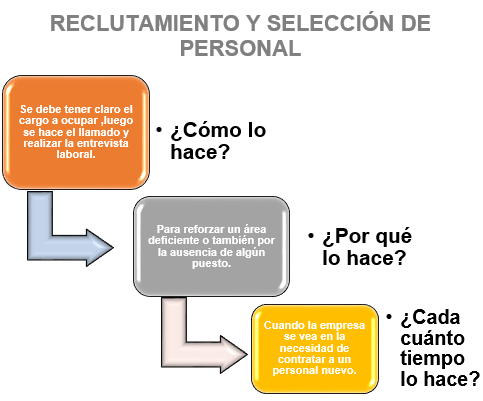 RECLUTAMIENTO Y SELECCIÓN DE
PERSONAL
Se debe tener claro el
cargo a ocupar ,luego
se hace el llamado y
realizar la entrevista
laboral.
• ¿Cómo lo
hace?
Para reforzar un área
deficiente o también por
la ausencia de algún
puesto.
• ¿Por qué
lo hace?
Cuando la empresa
se vea en la
necesidad de
contratar a un
personal nuevo.
• ¿Cada
cuánto
tiempo
lo hace?